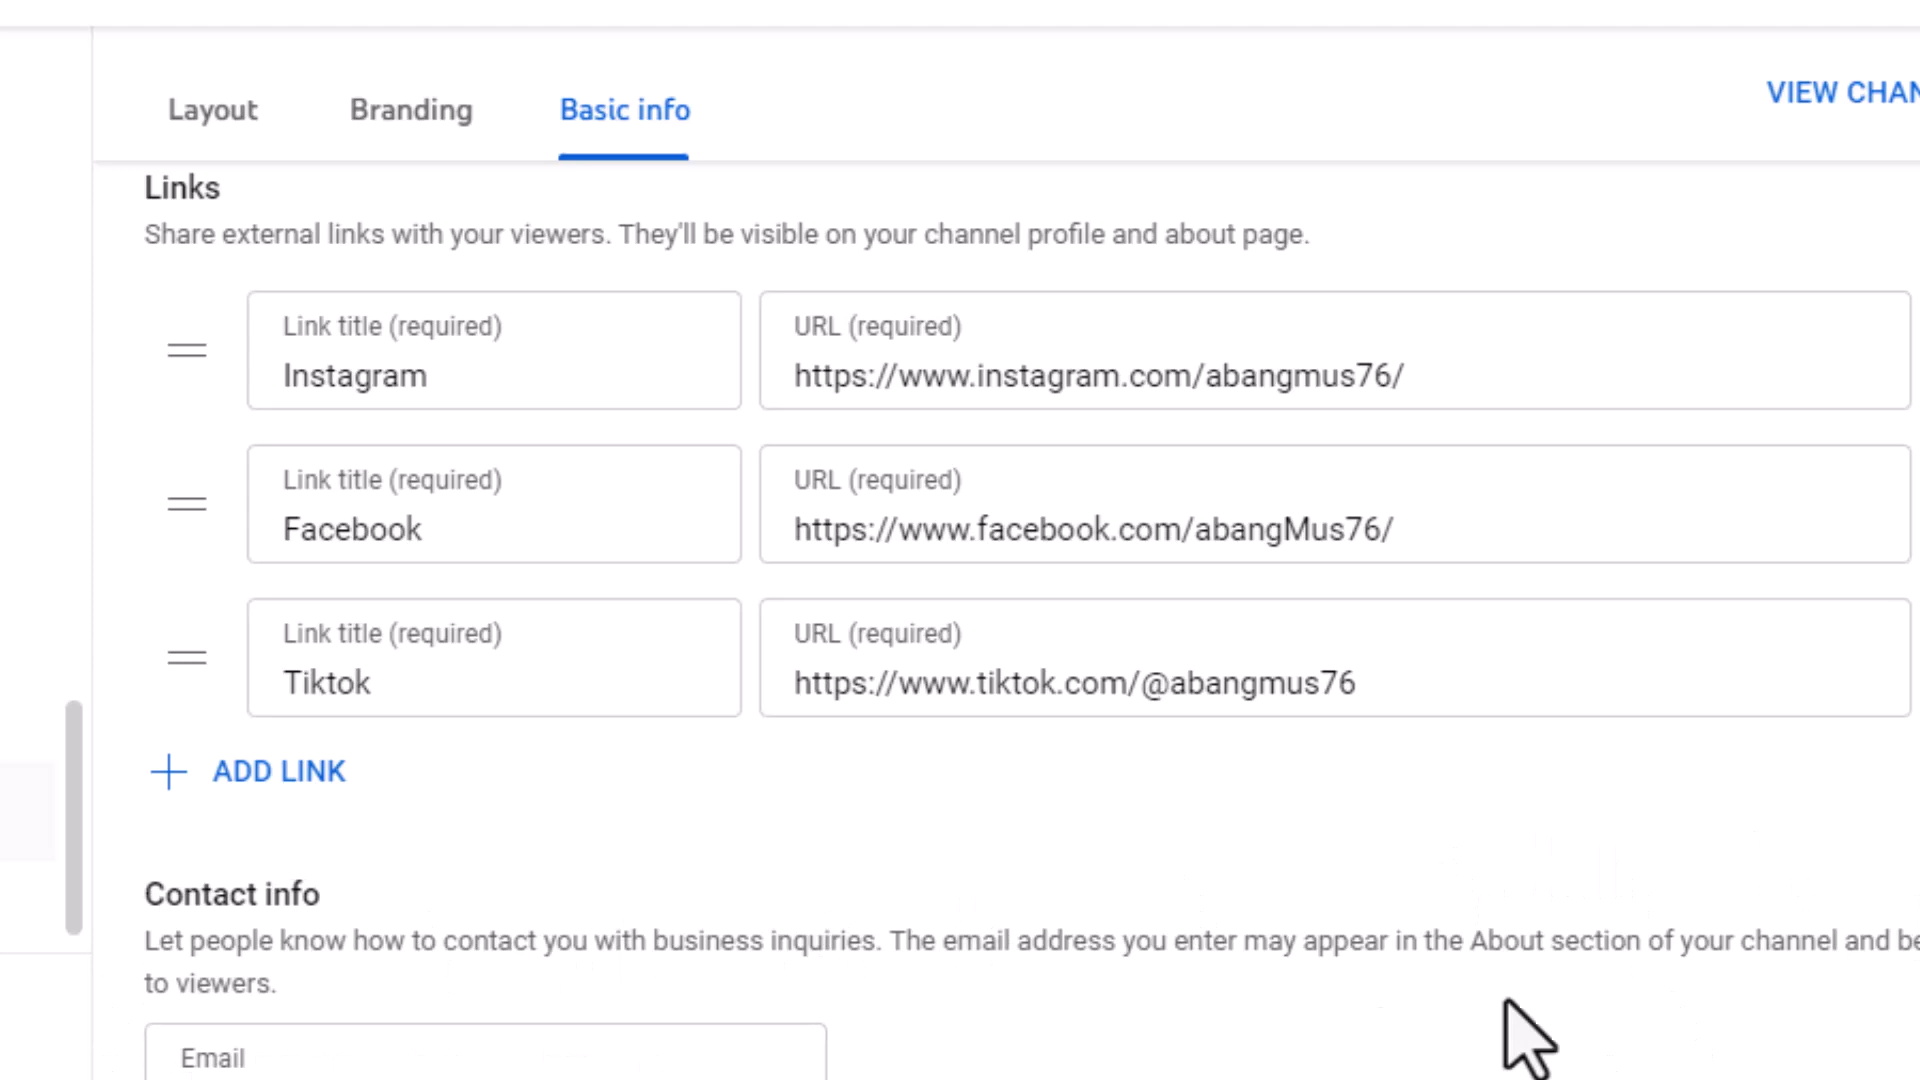 Layout
Branding
Basic info
VIEW CHAN
Links
Share external links with your viewers. They'll be visible on your channel profile and about page.
Link title (required)
URL (required)
Instagram
https://www.instagram.com/abangmus76/
Link title (required)
URL (required)
Facebook
https://www.facebook.com/abangMus76/
Link title (required)
URL (required)
Tiktok
https://www.tiktok.com/@abangmus76
ADD LINK
Contact info
Let people know how to contact you with business inquiries. The email address you enter may appear in the About section of your channel and be
to viewers.
Email